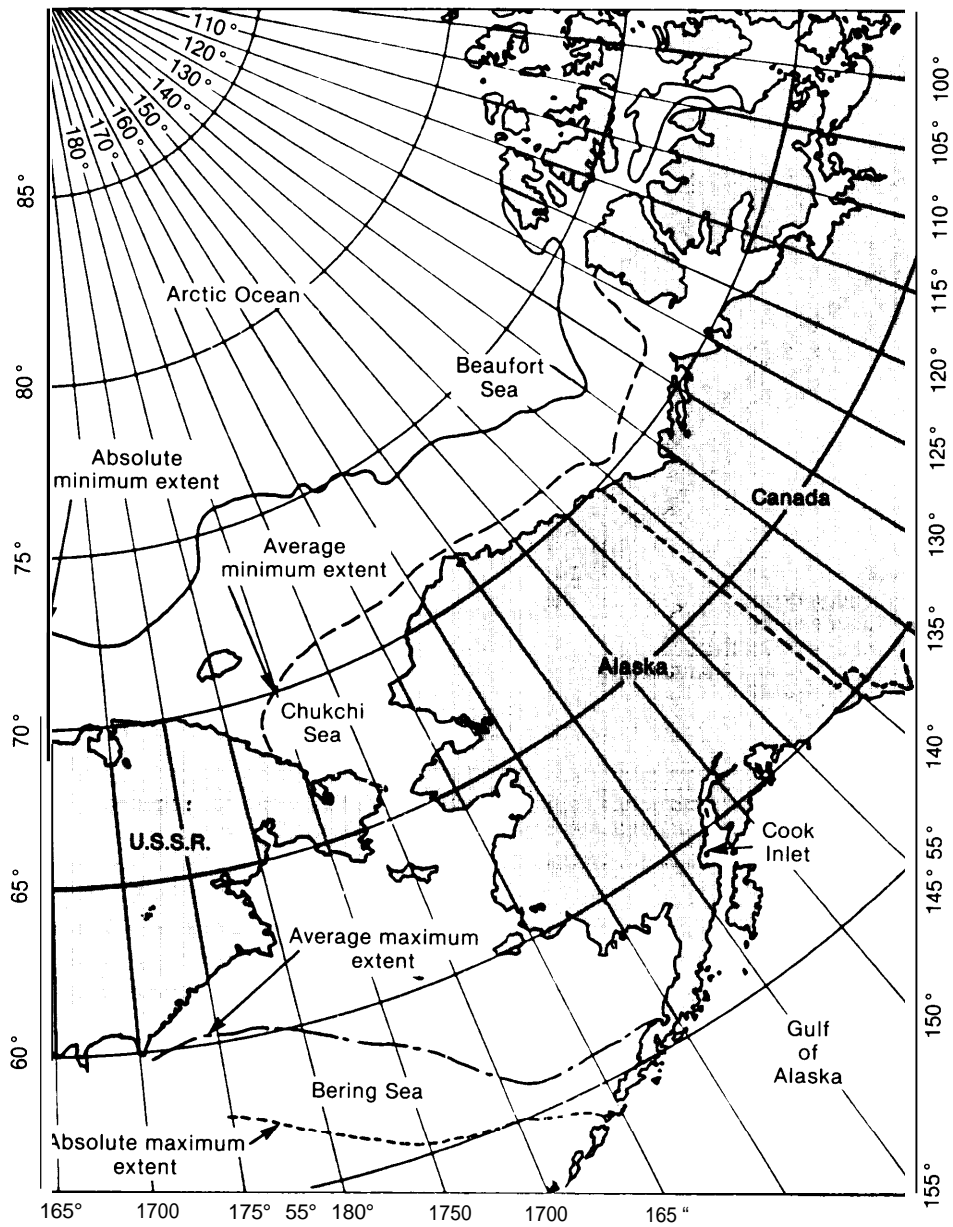 110°
120°
130°
140°
150°
160°
170°
180°
100°
105°
110°
115°
120°
125°
130°
135°
140°
55°
145°
150°
155°
85°
80°
75°
70°
65°
60°
Arctic Ocean
Beaufort
Sea
Absolute
minimum extent
Canada
Average
minimum extent
Alaska
Chukchi
Sea
U.S.S.R.
Cook
Inlet
Average maximum
extent
Gulf
of
Alaska
Bering Sea
Absolute maximum
extent
165° 1700 175° 55° 180° 1750 1700 165“